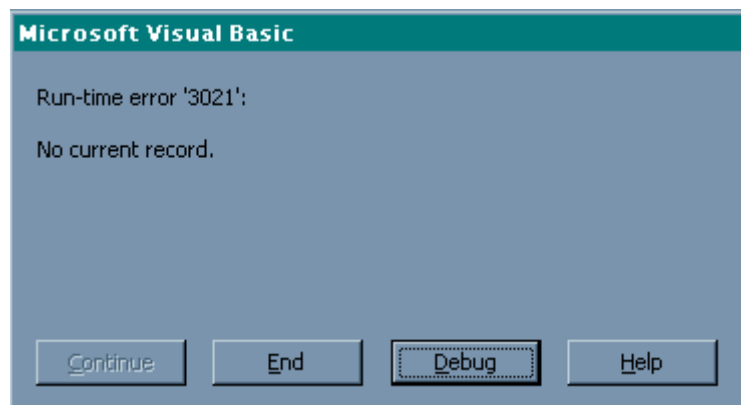 Microsoft Visual Basic
Run-time error '3021':
No current record.
Continue End Debug Help